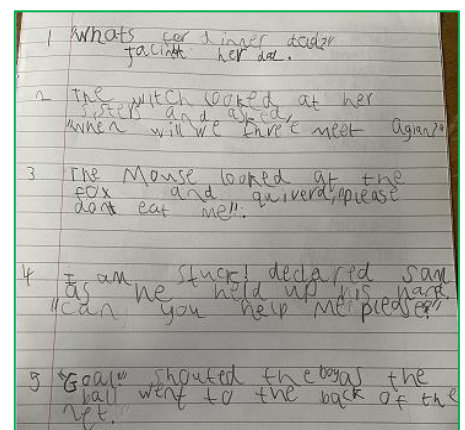 1 "Whats for dinner
her dad.
2 The witch looked at her
sisters and asked,
"when will we three meet agian?"
3 The Mouse looked at the
fox and quiverd, "please
dont eat me!!".
4 I am stuck! declared Sam
as he held up his hand.
"can you help me please?"
5 "Goal" shouted the boy as the
ball went to the back of the
net.